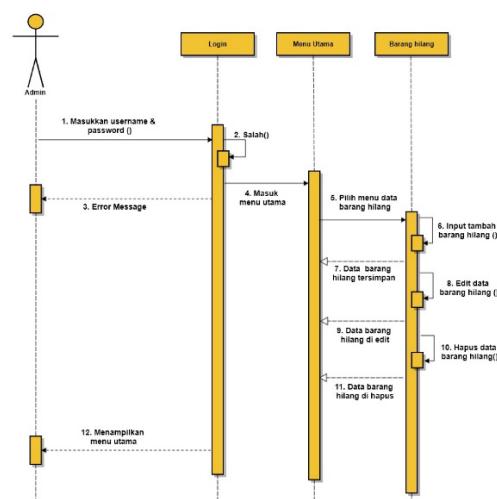 Login
Menu Utama
Barang hilang
Admin
1. Masukkan username &
password ()
2. Salah()
3. Error Message
4. Masuk
menu utama
5. Pilih menu data
barang hilang
6. Input tambah
barang hilang ()
7. Data barang
hilang tersimpan
8. Edit data
barang hilang ()
9. Data barang
hilang di edit
10. Hapus data
barang hilang()
11. Data barang
hilang di hapus
12. Menampilkan
menu utama